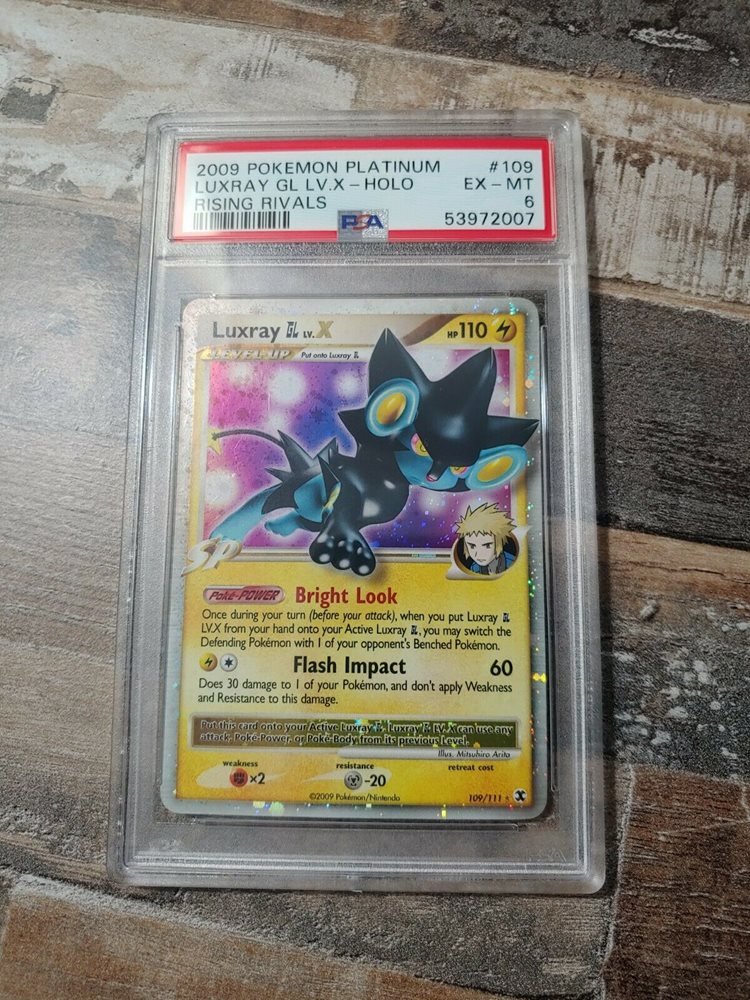 2009 POKEMON PLATINUM #109
LUXRAY GL LV.X - HOLO EX - MT
RISING RIVALS 6
PSA 53972007
Luxray GL LV.X HP 110
LEVEL-UP Put onto Luxray GL
SP
Poké-POWER Bright Look
Once during your turn (before your attack), when you put Luxray GL
LV.X from your hand onto your Active Luxray GL, you may switch the
Defending Pokémon with 1 of your opponent's Benched Pokémon.
Flash Impact 60
Does 30 damage to 1 of your Pokémon, and don't apply Weakness
and Resistance to this damage.
Put this card onto your Active Luxray GL. Luxray GL LV.X can use any
attack, Poké-Power, or Poké-Body from its previous Level.
Illus. Mitsuhiro Arita
weakness resistance retreat cost
×2 -20
©2009 Pokémon/Nintendo 109/111